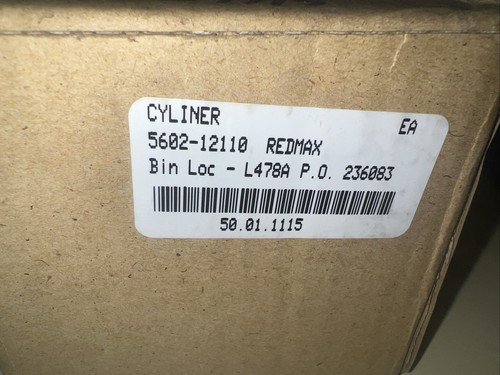 CYLINER EA
5602-12110 REDMAX
Bin Loc - L478A P.O. 236083
50.01.1115